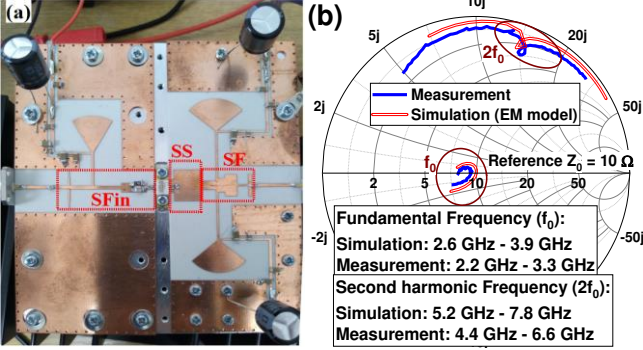 (a)
SS
SF
SFin
(b)
10j
5j
20j
2f₀
2j
50j
Measurement
Simulation (EM model)
f₀
Reference Z₀ = 10 Ω
2
5
10
20
50
-2j
-50j
Fundamental Frequency (f₀):
Simulation: 2.6 GHz - 3.9 GHz
Measurement: 2.2 GHz - 3.3 GHz
Second harmonic Frequency (2f₀):
Simulation: 5.2 GHz - 7.8 GHz
Measurement: 4.4 GHz - 6.6 GHz